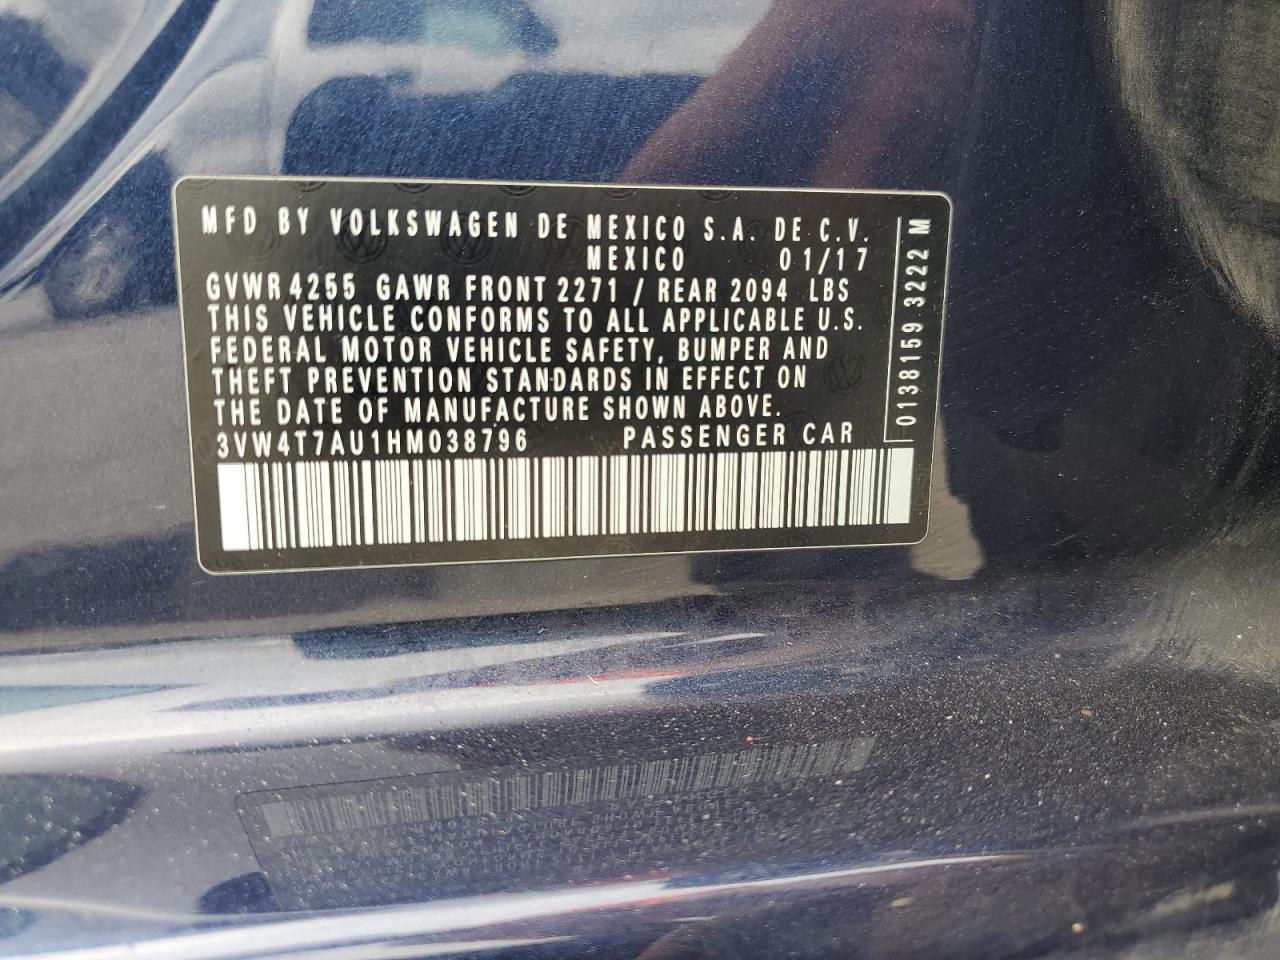 MFD BY VOLKSWAGEN DE MEXICO S.A. DE C.V.
MEXICO 01/17
GVWR 4255 GAWR FRONT 2271 / REAR 2094 LBS
THIS VEHICLE CONFORMS TO ALL APPLICABLE U.S.
FEDERAL MOTOR VEHICLE SAFETY, BUMPER AND
THEFT PREVENTION STANDARDS IN EFFECT ON
THE DATE OF MANUFACTURE SHOWN ABOVE.
3VW4T7AU1HM038796 PASSENGER CAR
0138159 3222 M